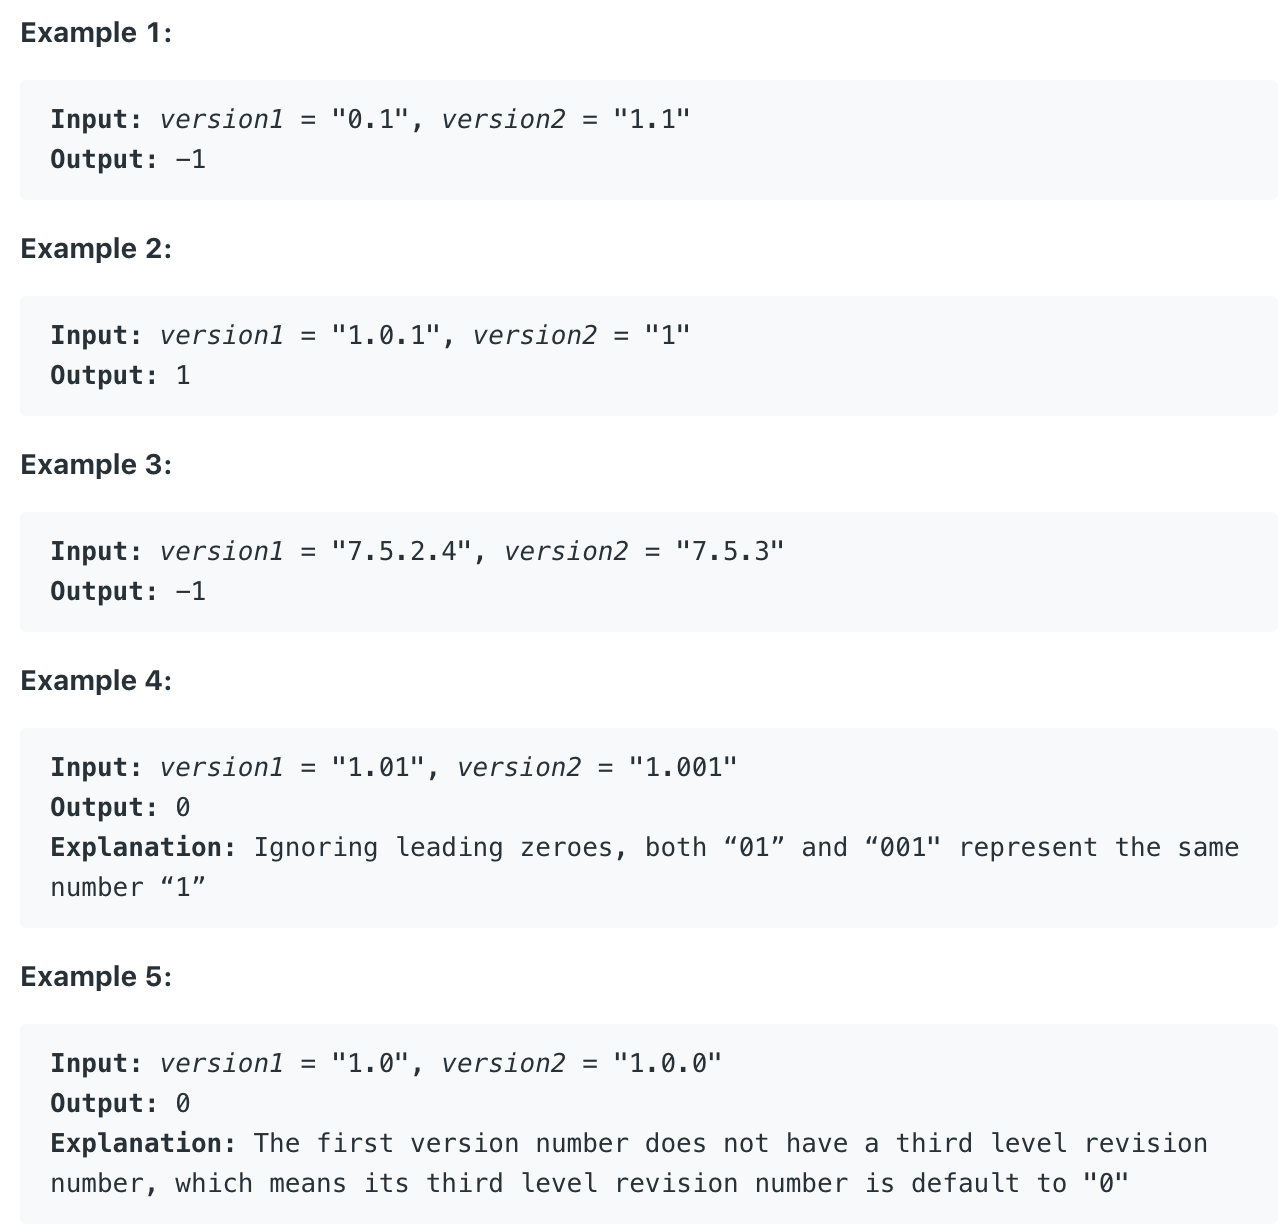 Example 1:
Input: version1 = "0.1", version2 = "1.1"
Output: −1
Example 2:
Input: version1 = "1.0.1", version2 = "1"
Output: 1
Example 3:
Input: version1 = "7.5.2.4", version2 = "7.5.3"
Output: −1
Example 4:
Input: version1 = "1.01", version2 = "1.001"
Output: 0
Explanation: Ignoring leading zeroes, both “01” and “001" represent the same
number “1”
Example 5:
Input: version1 = "1.0", version2 = "1.0.0"
Output: 0
Explanation: The first version number does not have a third level revision
number, which means its third level revision number is default to "0"